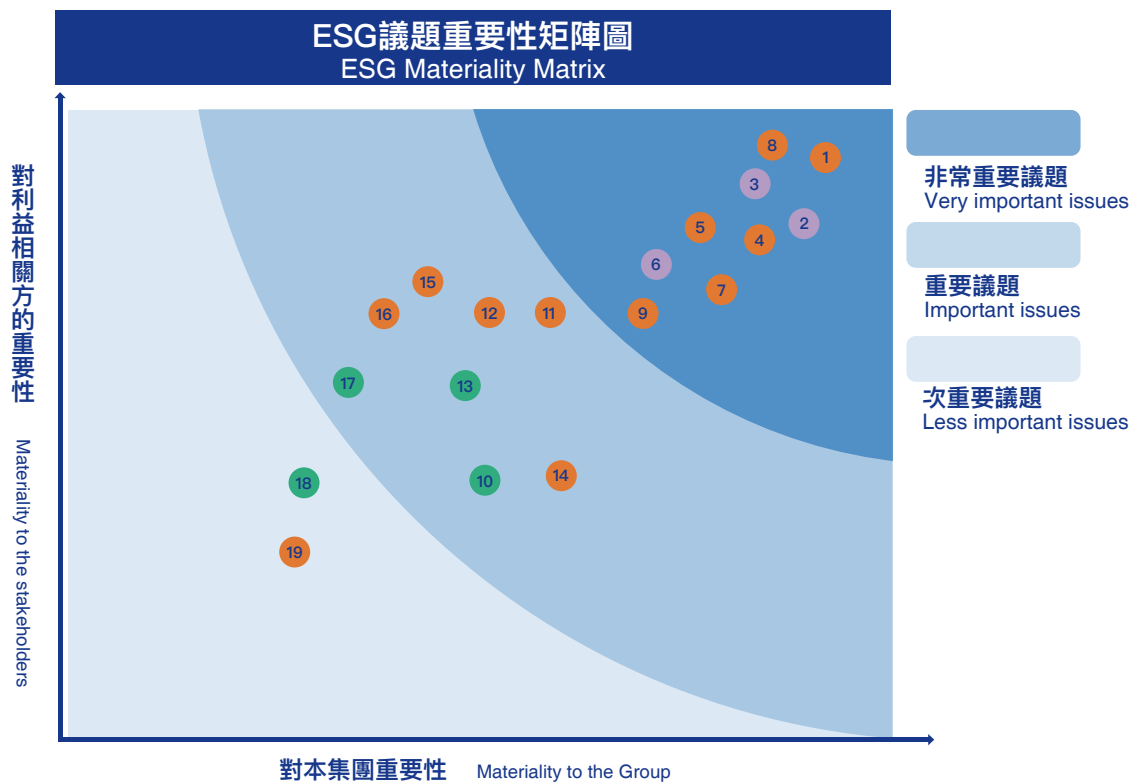 ESG議題重要性矩陣圖
ESG Materiality Matrix
對利益相關方的重要性
Materiality to the stakeholders
8
1
3
2
5
4
6
7
15
16
12
11
9
17
13
18
10
14
19
非常重要議題
Very important issues
重要議題
Important issues
次重要議題
Less important issues
對本集團重要性 Materiality to the Group